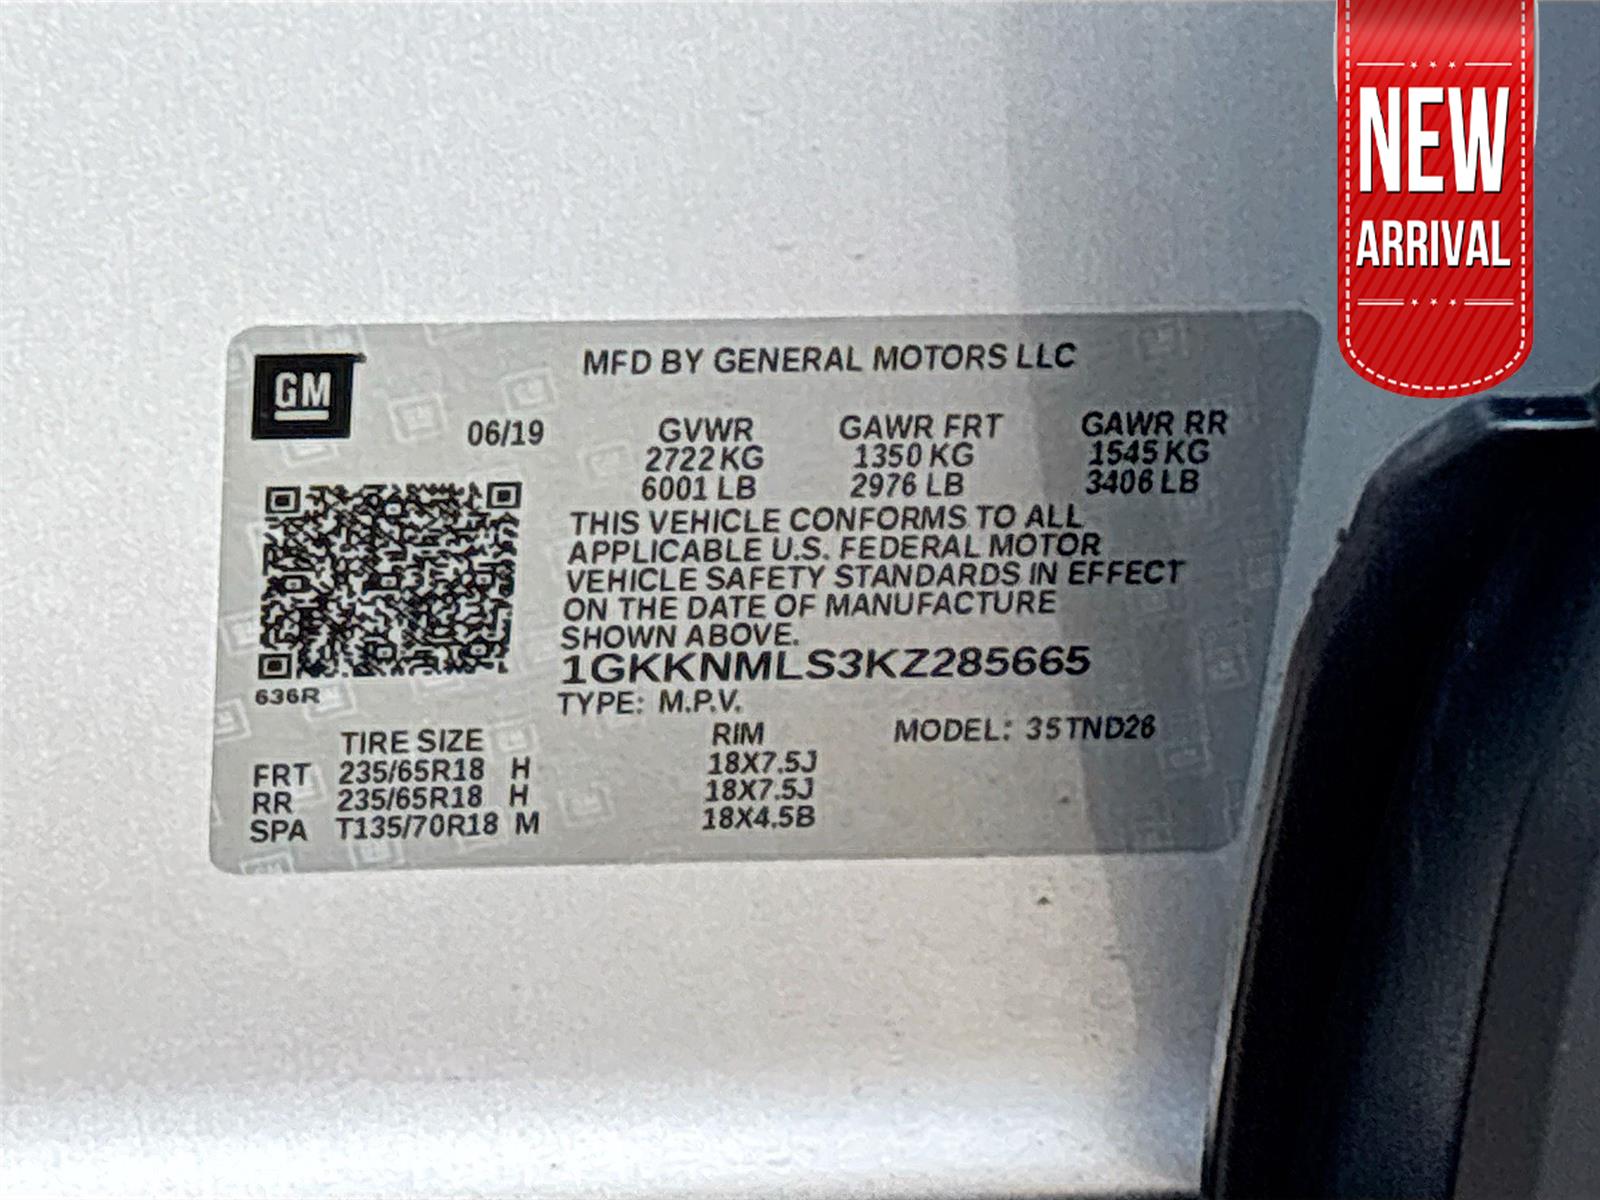 NEW
ARRIVAL
GM
MFD BY GENERAL MOTORS LLC
06/19
GVWR GAWR FRT GAWR RR
2722 KG 1350 KG 1545 KG
6001 LB 2976 LB 3406 LB
THIS VEHICLE CONFORMS TO ALL
APPLICABLE U.S. FEDERAL MOTOR
VEHICLE SAFETY STANDARDS IN EFFECT
ON THE DATE OF MANUFACTURE
SHOWN ABOVE.
1GKKNMLS3KZ285665
636R
TYPE: M.P.V.
MODEL: 35TND26
TIRE SIZE RIM
FRT 235/65R18 H 18X7.5J
RR 235/65R18 H 18X7.5J
SPA T135/70R18 M 18X4.5B